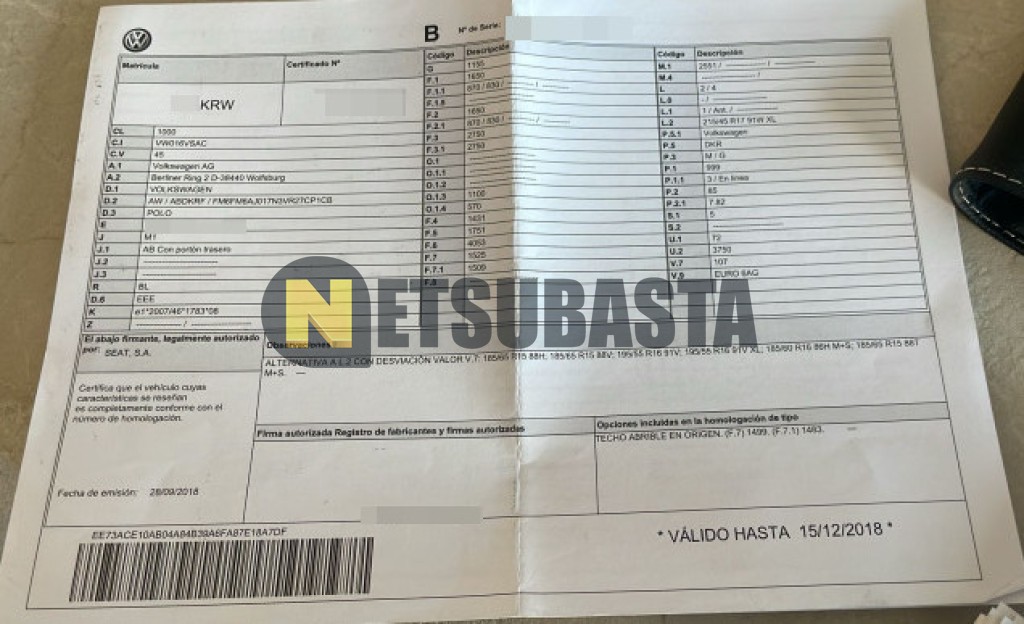 B Nº de Serie:
Matrícula
Certificado Nº
KRW
CL 1000
C.I VW016VSAC
C.V 45
A.1 Volkswagen AG
A.2 Berliner Ring 2 D-38440 Wolfsburg
D.1 VOLKSWAGEN
D.2 AW / ABDKRF / FM6FM6AJ017N3VR27CP1CB
D.3 POLO
E
J M1
J.1 AB Con portón trasero
J.2 --------------------
J.3 --------------------
R BL
D.6 EEE
K e1*2007/46*1783*06
Z ------------ / ------------
Código Descripción
G 1155
F.1 1650
F.1.1 870 / 830 / -------- / --------
F.1.5
F.2 1650
F.2.1 870 / 830 / -------- / --------
F.3 2750
F.3.1 2750
O.1
O.1.1
O.1.2
O.1.3 1100
O.1.4 570
F.4 1431
F.5 1751
F.6 4053
F.7 1525
F.7.1 1509
F.8
Código Descripción
M.1 2551 / ------------ / ------------
M.4 ------------ /
L 2 / 4
L.0 - / ------------
L.1 1 / Ant. / ------------
L.2 215/45 R17 91W XL
P.5.1 Volkswagen
P.5 DKR
P.3 M / G
P.1 999
P.1.1 3 / En línea
P.2 85
P.2.1 7.82
S.1 5
S.2 --------------------
U.1 72
U.2 3750
V.7 107
V.9 EURO 6AG
NETSUBASTA
El abajo firmante, legalmente autorizado
por: SEAT, S.A.
Certifica que el vehículo cuyas
características se reseñan
es completamente conforme con el
número de homologación.
Fecha de emisión: 28/09/2018
Observaciones
ALTERNATIVA A L.2 CON DESVIACIÓN VALOR V.7: 185/65 R15 88H; 185/65 R15 88V; 195/55 R16 91V; 195/55 R16 91V XL; 185/60 R16 86H M+S; 185/65 R15 88T
M+S. ---
Firma autorizada Registro de fabricantes y firmas autorizadas
Opciones incluidas en la homologación de tipo
TECHO ABRIBLE EN ORIGEN. (F.7) 1499. (F.7.1) 1483. ---
EE73ACE10AB04A84B39A6FA87E18A7DF
* VÁLIDO HASTA 15/12/2018 *